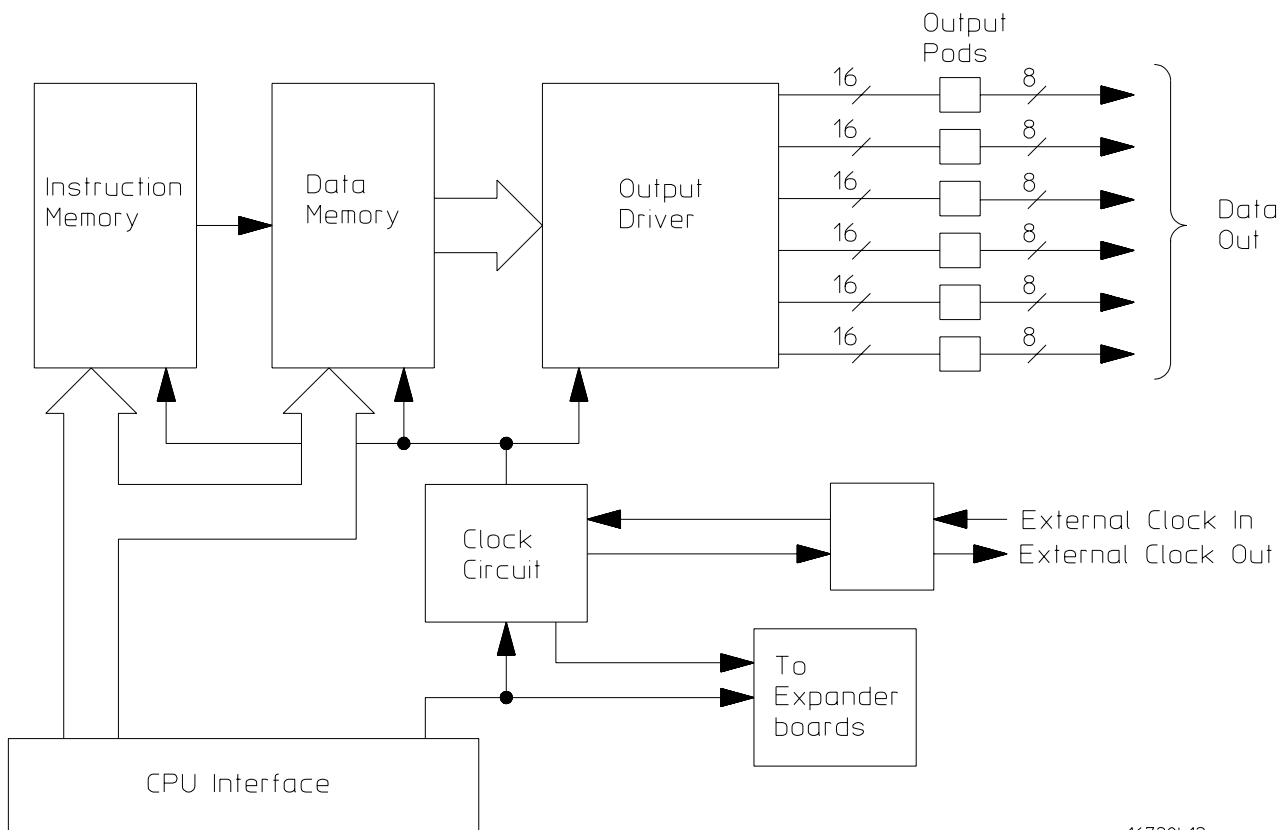 Output
Pods
16
8
16
8
16
8
16
8
16
8
16
8
Instruction
Memory
Data
Memory
Output
Driver
Data
Out
Clock
Circuit
External Clock In
External Clock Out
To
Expander
boards
CPU Interface